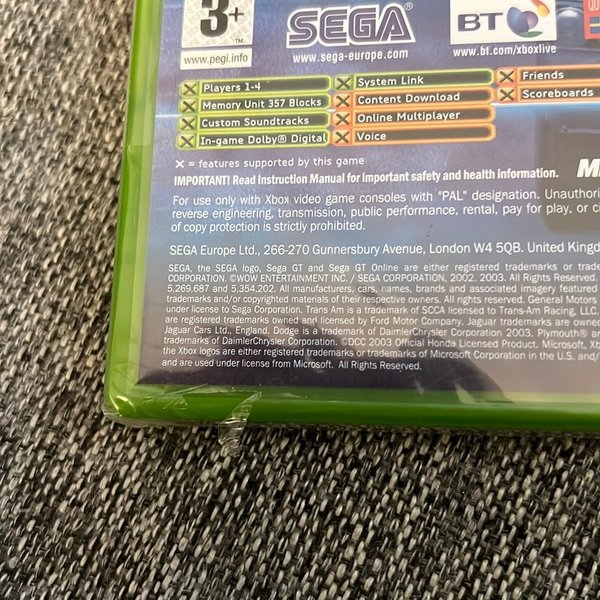 3+
™
www.pegi.info
SEGA
www.sega-europe.com
BT
www.bt.com/xboxlive
Players 1-4
Memory Unit 357 Blocks
Custom Soundtracks
In-game Dolby® Digital
System Link
Content Download
Online Multiplayer
Voice
Friends
Scoreboards
X = features supported by this game
IMPORTANT! Read Instruction Manual for important safety and health information.
For use only with Xbox video game consoles with "PAL" designation. Unauthori
reverse engineering, transmission, public performance, rental, pay for play, or ci
of copy protection is strictly prohibited.
SEGA Europe Ltd., 266-270 Gunnersbury Avenue, London W4 5QB. United Kingd
SEGA, the SEGA logo, Sega GT and Sega GT Online are either registered trademarks or trade
CORPORATION. ©WOW ENTERTAINMENT INC. / SEGA CORPORATION, 2002, 2003. All Rights Reserved.
5,269,687 and 5,354,202. All manufacturers, cars, names, brands and associated imagery featured
trademarks and/or copyrighted materials of their respective owners. All rights reserved. General Motors
under license to Sega Corporation. Trans Am is a trademark of SCCA licensed to Trans-Am Racing, LLC.
are registered trademarks owned and licensed by Ford Motor Company. Jaguar trademarks are owned
Jaguar Cars Ltd., England. Dodge is a trademark of DaimlerChrysler Corporation 2003. Plymouth®
trademarks of DaimlerChrysler Corporation. ©DCC 2003 Official Honda Licensed Product. Microsoft, Xb
the Xbox logos are either registered trademarks or trademarks of Microsoft Corporation in the U.S. and/
and are used under license from Microsoft. All Rights Reserved.